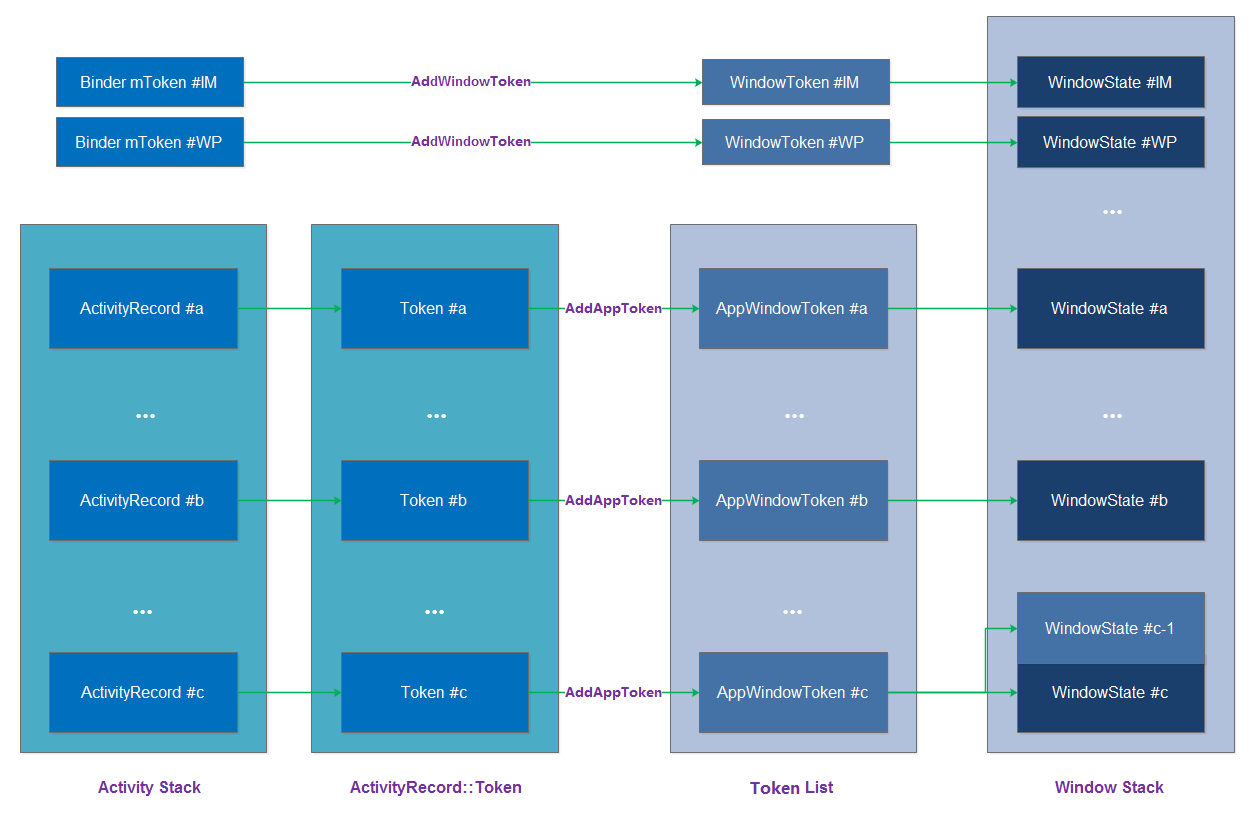 Binder mToken #IM
AddWindowToken
WindowToken #IM
WindowState #IM
Binder mToken #WP
AddWindowToken
WindowToken #WP
WindowState #WP
...
ActivityRecord #a
Token #a
AddAppToken
AppWindowToken #a
WindowState #a
...
...
...
...
ActivityRecord #b
Token #b
AddAppToken
AppWindowToken #b
WindowState #b
...
...
...
WindowState #c-1
ActivityRecord #c
Token #c
AddAppToken
AppWindowToken #c
WindowState #c
Activity Stack
ActivityRecord::Token
Token List
Window Stack